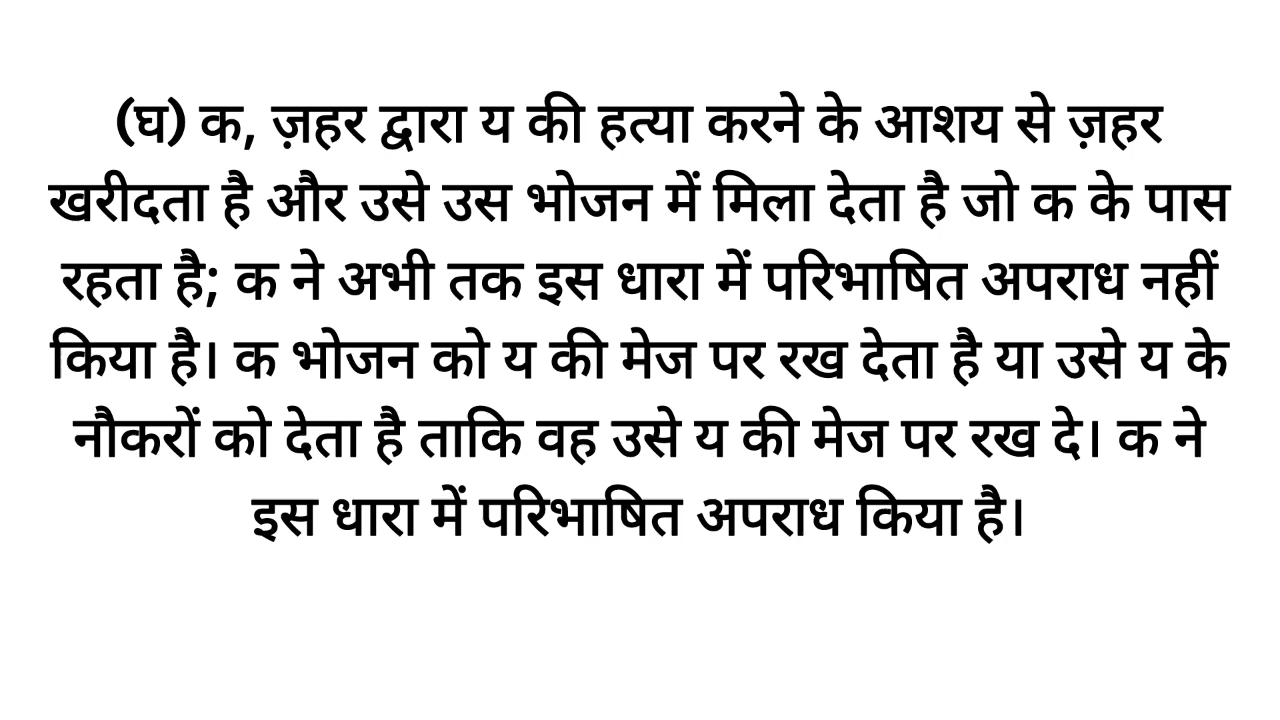 (घ) क, ज़हर द्वारा य की हत्या करने के आशय से ज़हर
खरीदता है और उसे उस भोजन में मिला देता है जो क के पास
रहता है; क ने अभी तक इस धारा में परिभाषित अपराध नहीं
किया है। क भोजन को य की मेज पर रख देता है या उसे य के
नौकरों को देता है ताकि वह उसे य की मेज पर रख दे। क ने
इस धारा में परिभाषित अपराध किया है।